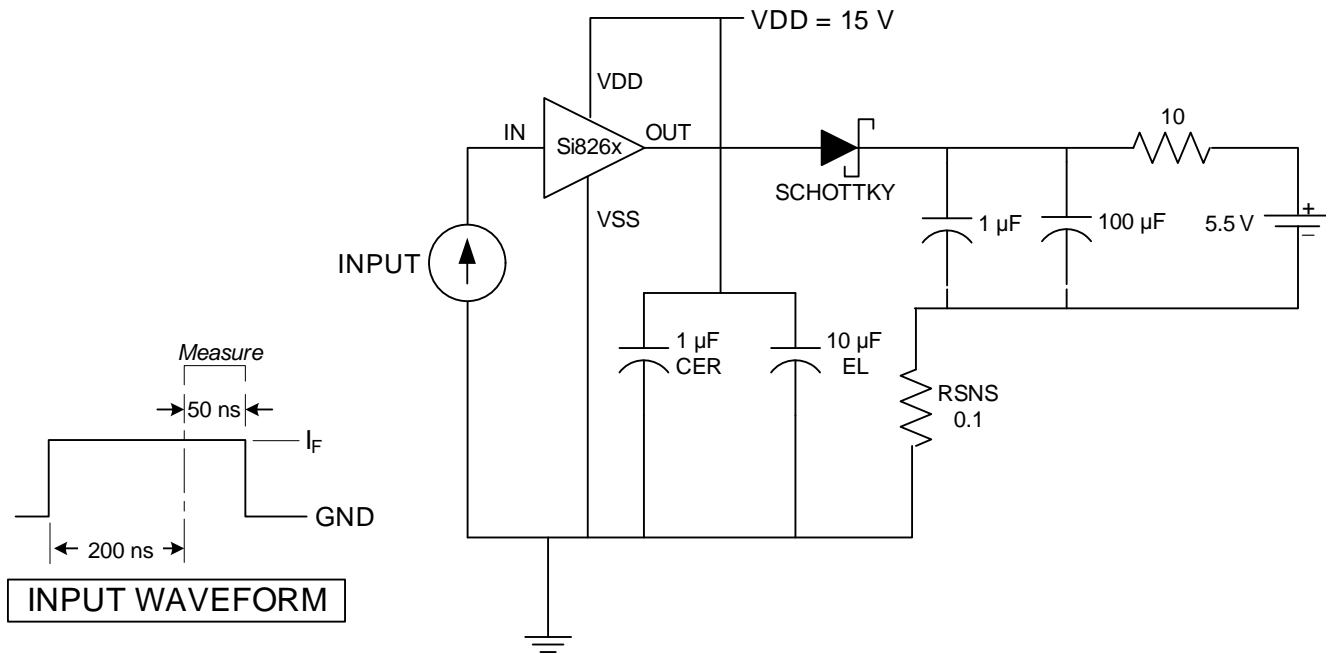 VDD = 15 V
VDD
IN
Si826x
OUT
10
SCHOTTKY
VSS
1 µF
100 µF
5.5 V
+
–
INPUT
1 µF
CER
10 µF
EL
RSNS
0.1
Measure
50 ns
IF
GND
200 ns
INPUT WAVEFORM